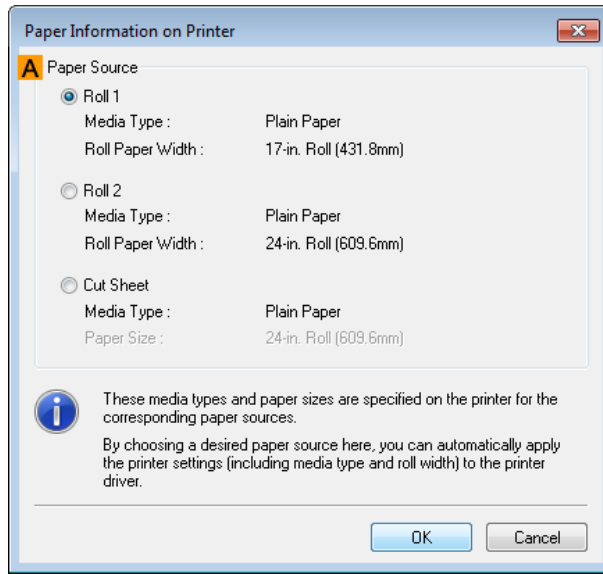 Paper Information on Printer
A Paper Source
Roll 1
Media Type : Plain Paper
Roll Paper Width : 17-in. Roll (431.8mm)
Roll 2
Media Type : Plain Paper
Roll Paper Width : 24-in. Roll (609.6mm)
Cut Sheet
Media Type : Plain Paper
Paper Size : 24-in. Roll (609.6mm)
These media types and paper sizes are specified on the printer for the
corresponding paper sources.
By choosing a desired paper source here, you can automatically apply
the printer settings (including media type and roll width) to the printer
driver.
OK Cancel